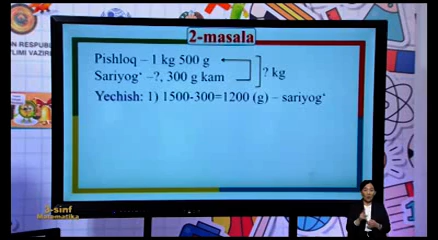 2-masala
Pishloq – 1 kg 500 g
Sariyog‘ –?, 300 g kam
? kg
Yechish: 1) 1500-300=1200 (g) – sariyog‘
3-sinf
Matematika